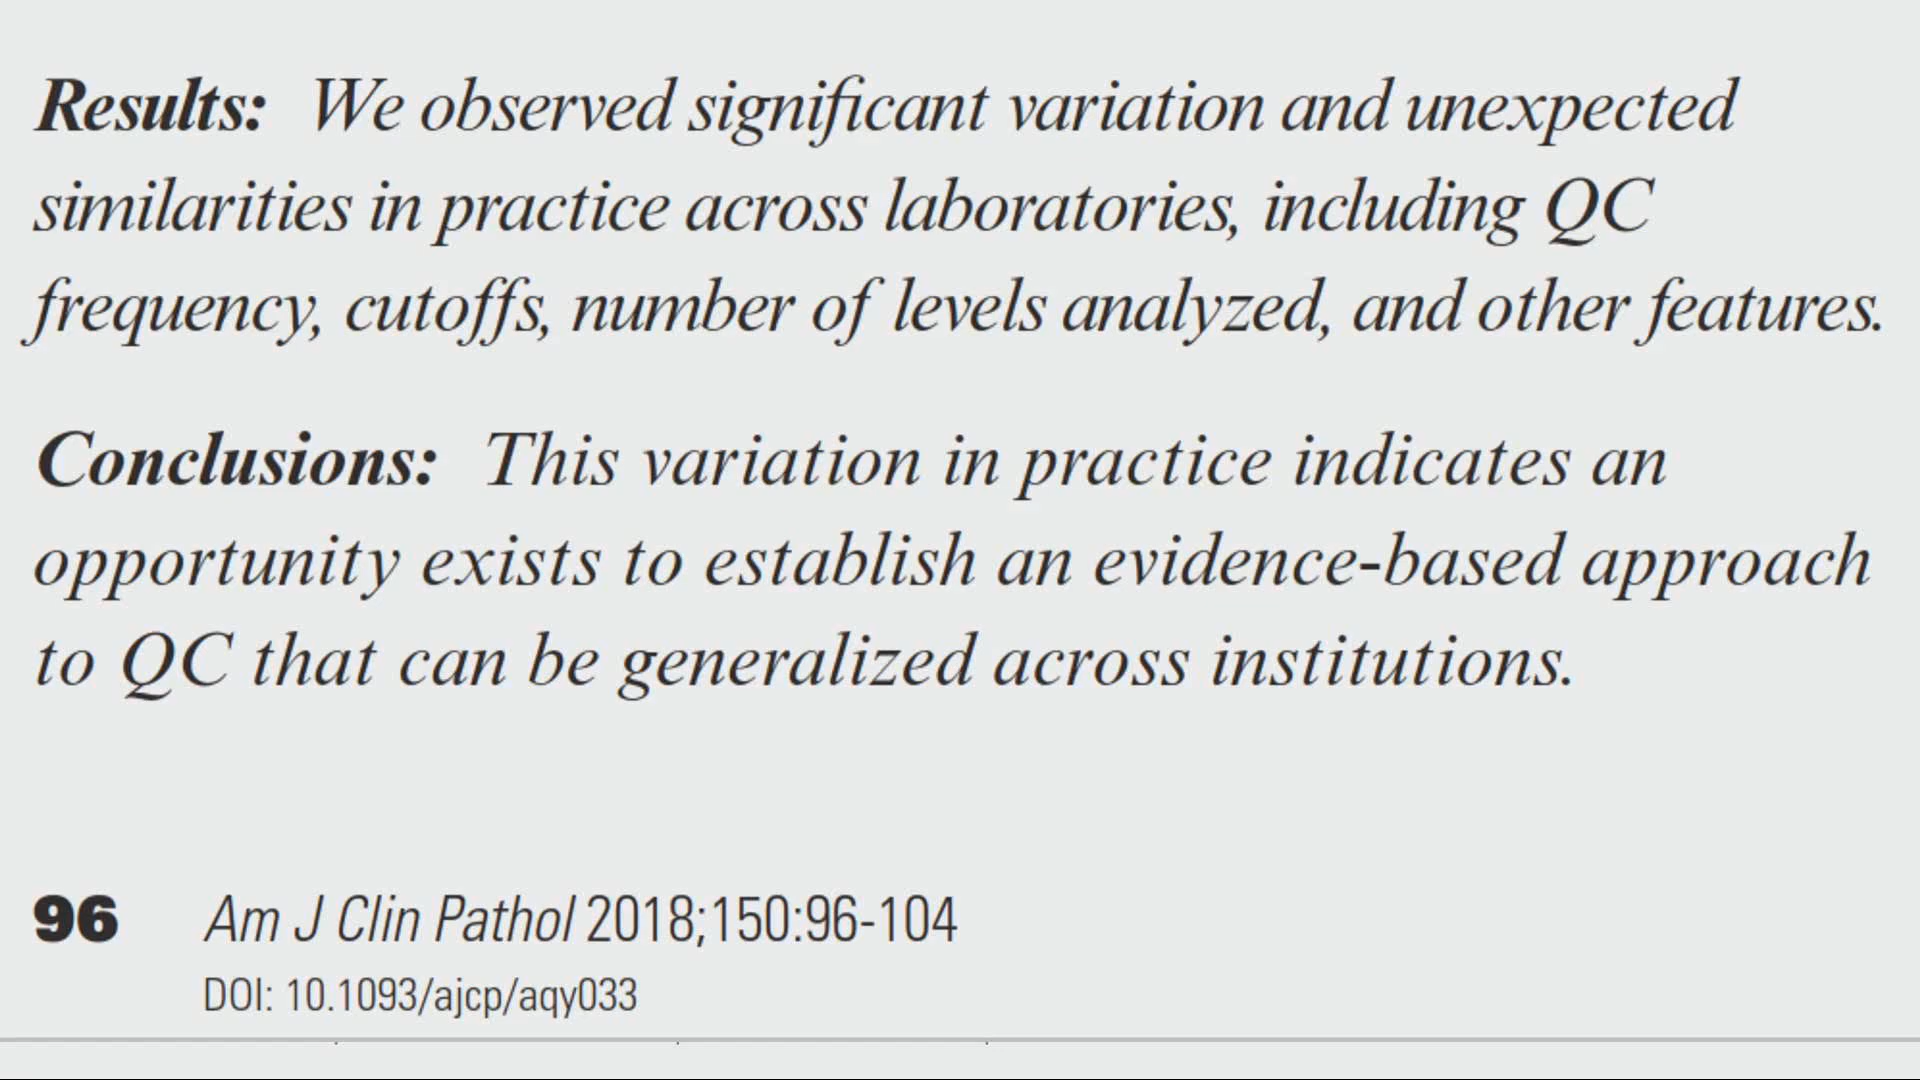 Results: We observed significant variation and unexpected
similarities in practice across laboratories, including QC
frequency, cutoffs, number of levels analyzed, and other features.
Conclusions: This variation in practice indicates an
opportunity exists to establish an evidence-based approach
to QC that can be generalized across institutions.
96 Am J Clin Pathol 2018;150:96-104
DOI: 10.1093/ajcp/aqy033